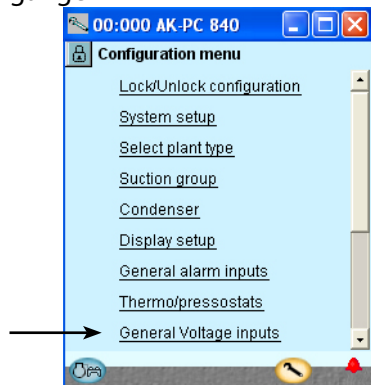 00:000 AK-PC 840
Configuration menu
Lock/Unlock configuration
System setup
Select plant type
Suction group
Condenser
Display setup
General alarm inputs
Thermo/pressostats
General Voltage inputs